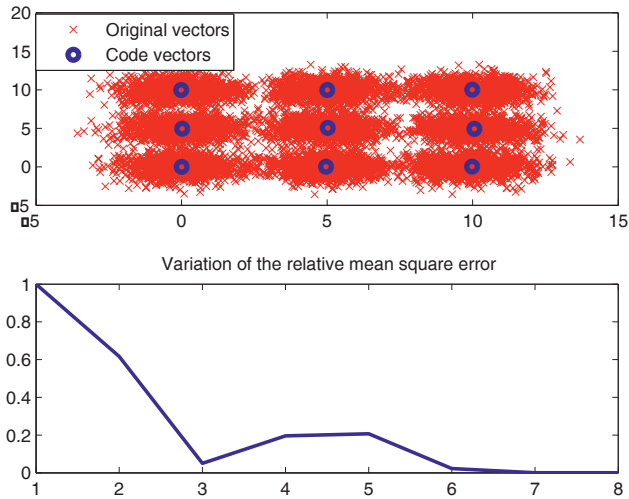 20
15
10
5
0
▯5
▯5 0 5 10 15
Original vectors
Code vectors
Variation of the relative mean square error
1
0.8
0.6
0.4
0.2
0
1 2 3 4 5 6 7 8